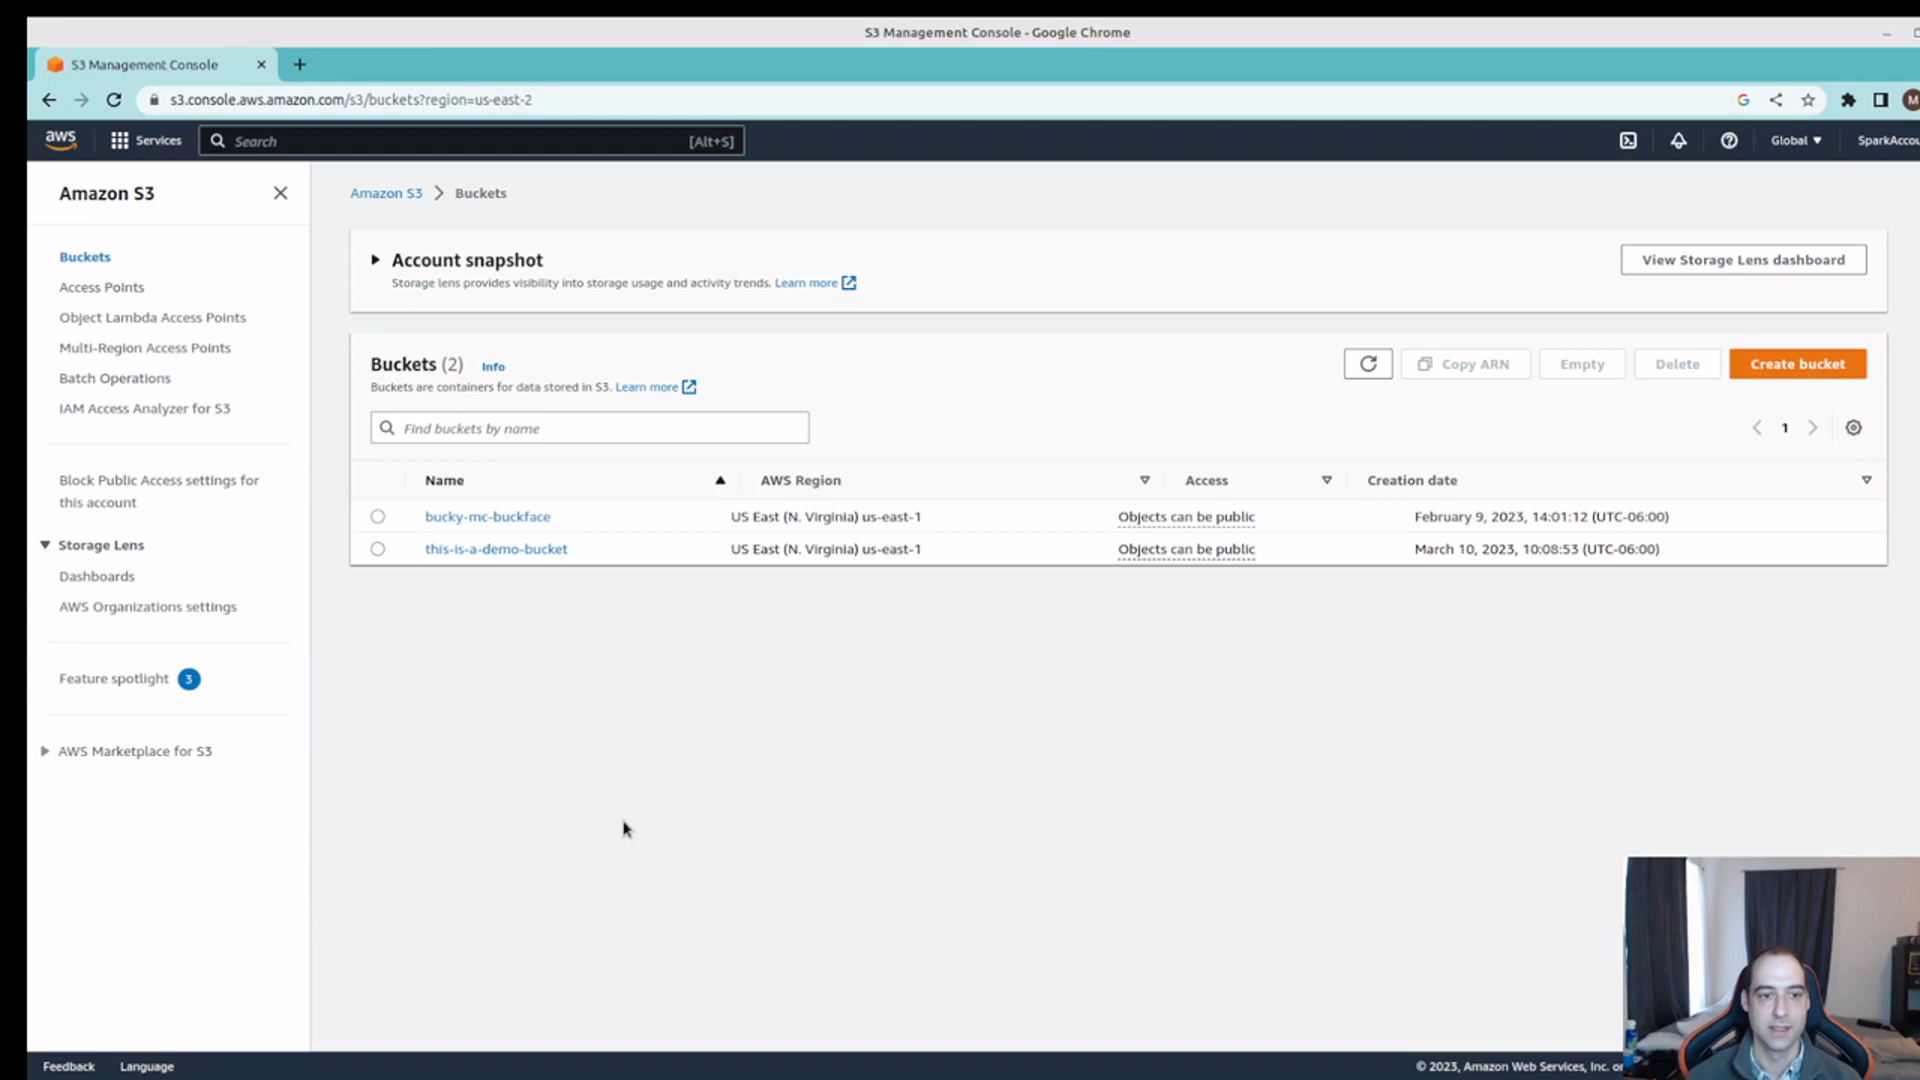 S3 Management Console - Google Chrome
S3 Management Console
s3.console.aws.amazon.com/s3/buckets?region=us-east-2
M
aws
Services
Search
[Alt+S]
Global
Amazon S3
Amazon S3
Buckets
Buckets
Access Points
Object Lambda Access Points
Multi-Region Access Points
Batch Operations
IAM Access Analyzer for S3
Block Public Access settings for
this account
Storage Lens
Dashboards
AWS Organizations settings
Feature spotlight 3
AWS Marketplace for S3
Account snapshot
Storage lens provides visibility into storage usage and activity trends. Learn more
View Storage Lens dashboard
Buckets (2) Info
Buckets are containers for data stored in S3. Learn more
Copy ARN
Empty
Delete
Create bucket
Find buckets by name
1
Name
AWS Region
Access
Creation date
bucky-mc-buckface US East (N. Virginia) us-east-1 Objects can be public February 9, 2023, 14:01:12 (UTC-06:00)
this-is-a-demo-bucket US East (N. Virginia) us-east-1 Objects can be public March 10, 2023, 10:08:53 (UTC-06:00)
Feedback
Language
© 2023, Amazon Web Services, Inc.